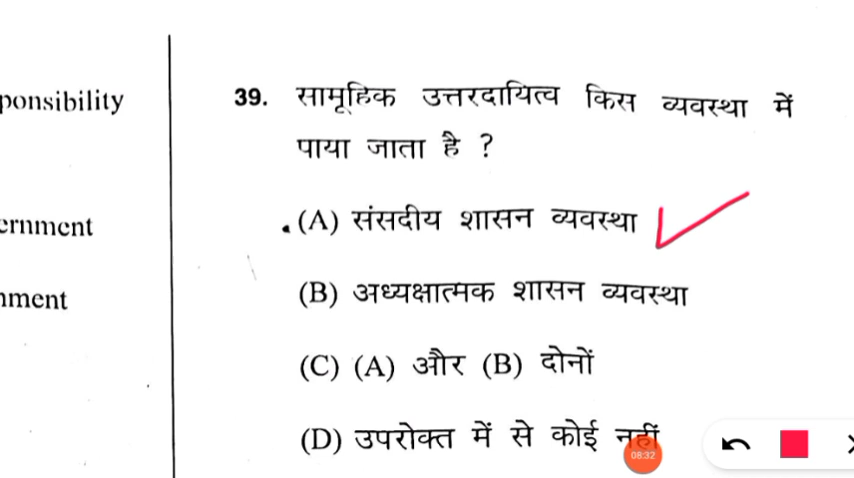 39. सामूहिक उत्तरदायित्व किस व्यवस्था में
पाया जाता है ?
(A) संसदीय शासन व्यवस्था
(B) अध्यक्षात्मक शासन व्यवस्था
(C) (A) और (B) दोनों
(D) उपरोक्त में से कोई नहीं
ponsibility
ernment
nment
08:32